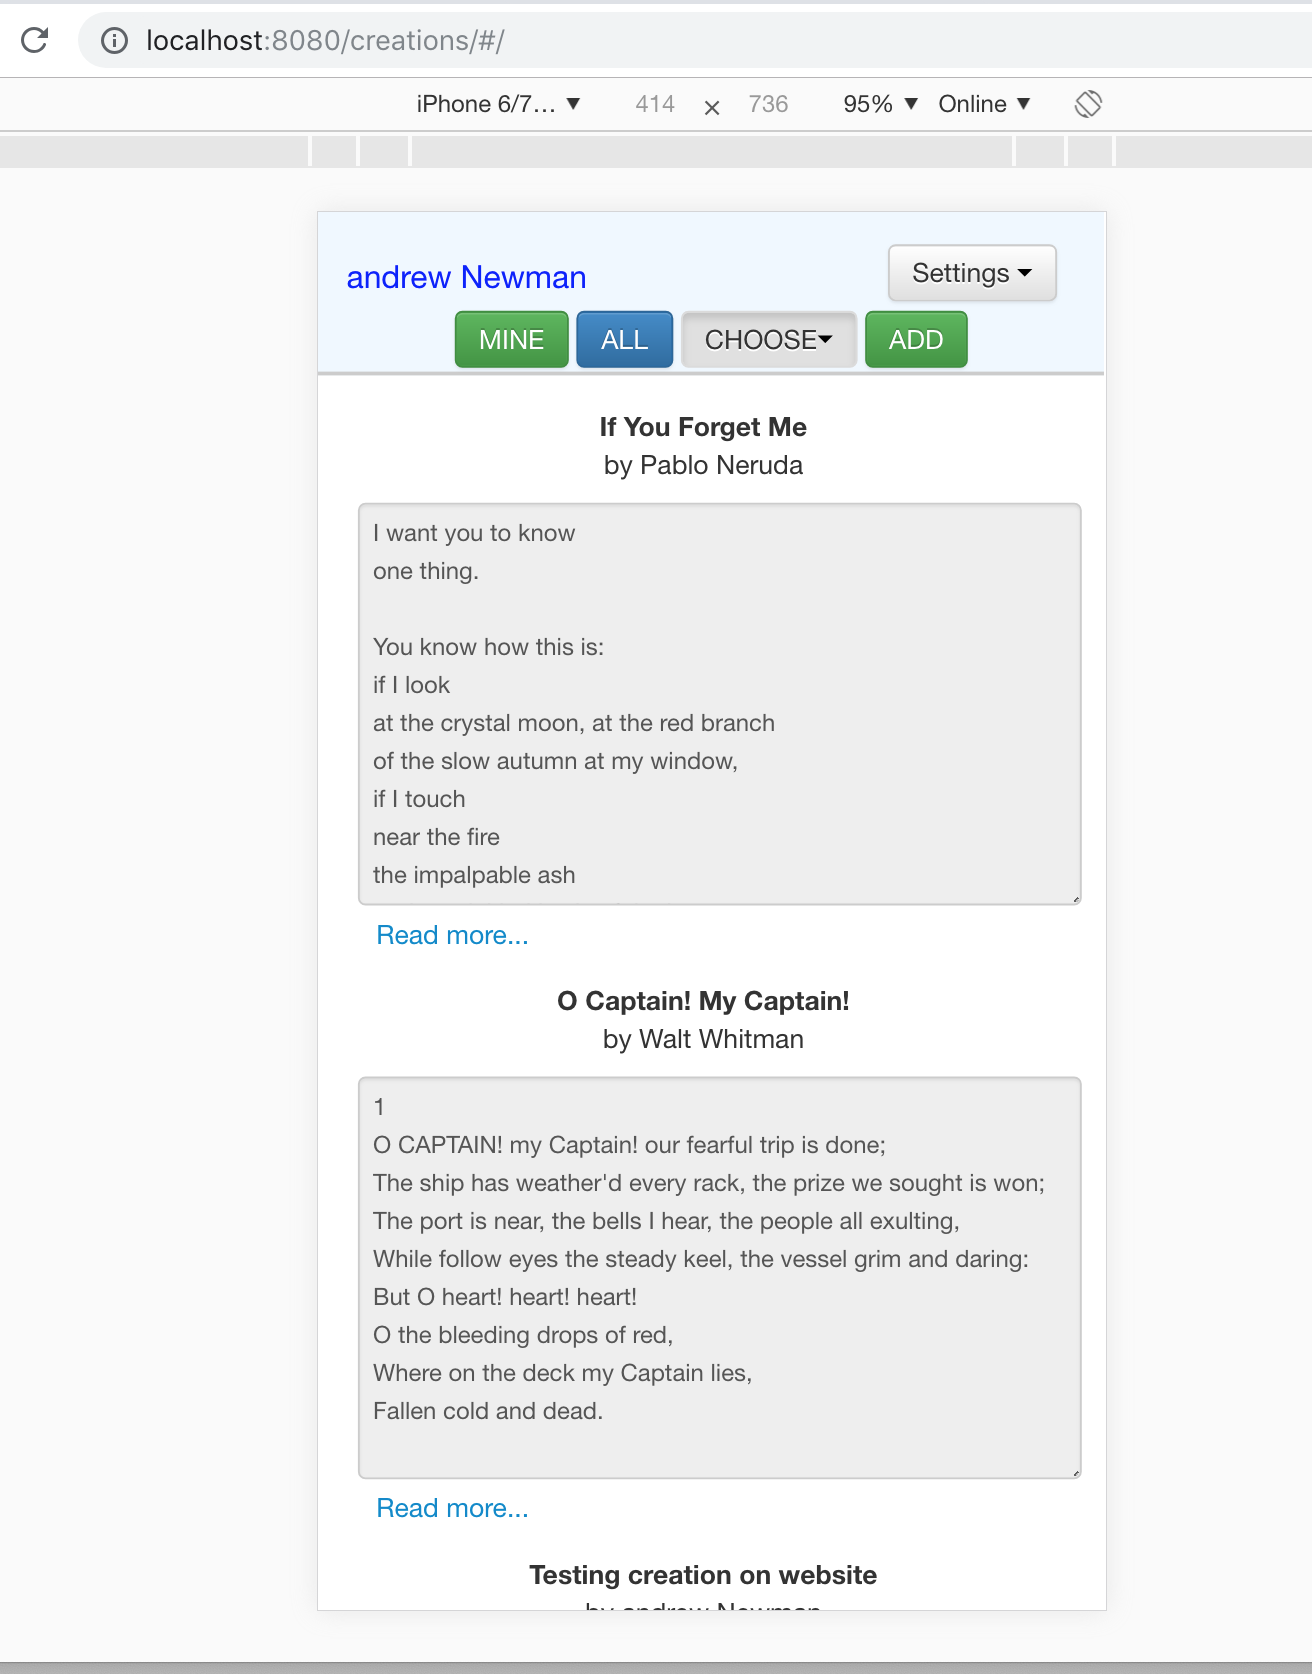 localhost:8080/creations/#/
iPhone 6/7... 414 × 736 95% Online
andrew Newman Settings
MINE ALL CHOOSE ADD
If You Forget Me
by Pablo Neruda
I want you to know
one thing.
You know how this is:
if I look
at the crystal moon, at the red branch
of the slow autumn at my window,
if I touch
near the fire
the impalpable ash
Read more...
O Captain! My Captain!
by Walt Whitman
1
O CAPTAIN! my Captain! our fearful trip is done;
The ship has weather'd every rack, the prize we sought is won;
The port is near, the bells I hear, the people all exulting,
While follow eyes the steady keel, the vessel grim and daring:
But O heart! heart! heart!
O the bleeding drops of red,
Where on the deck my Captain lies,
Fallen cold and dead.
Read more...
Testing creation on website
by andrew Newman